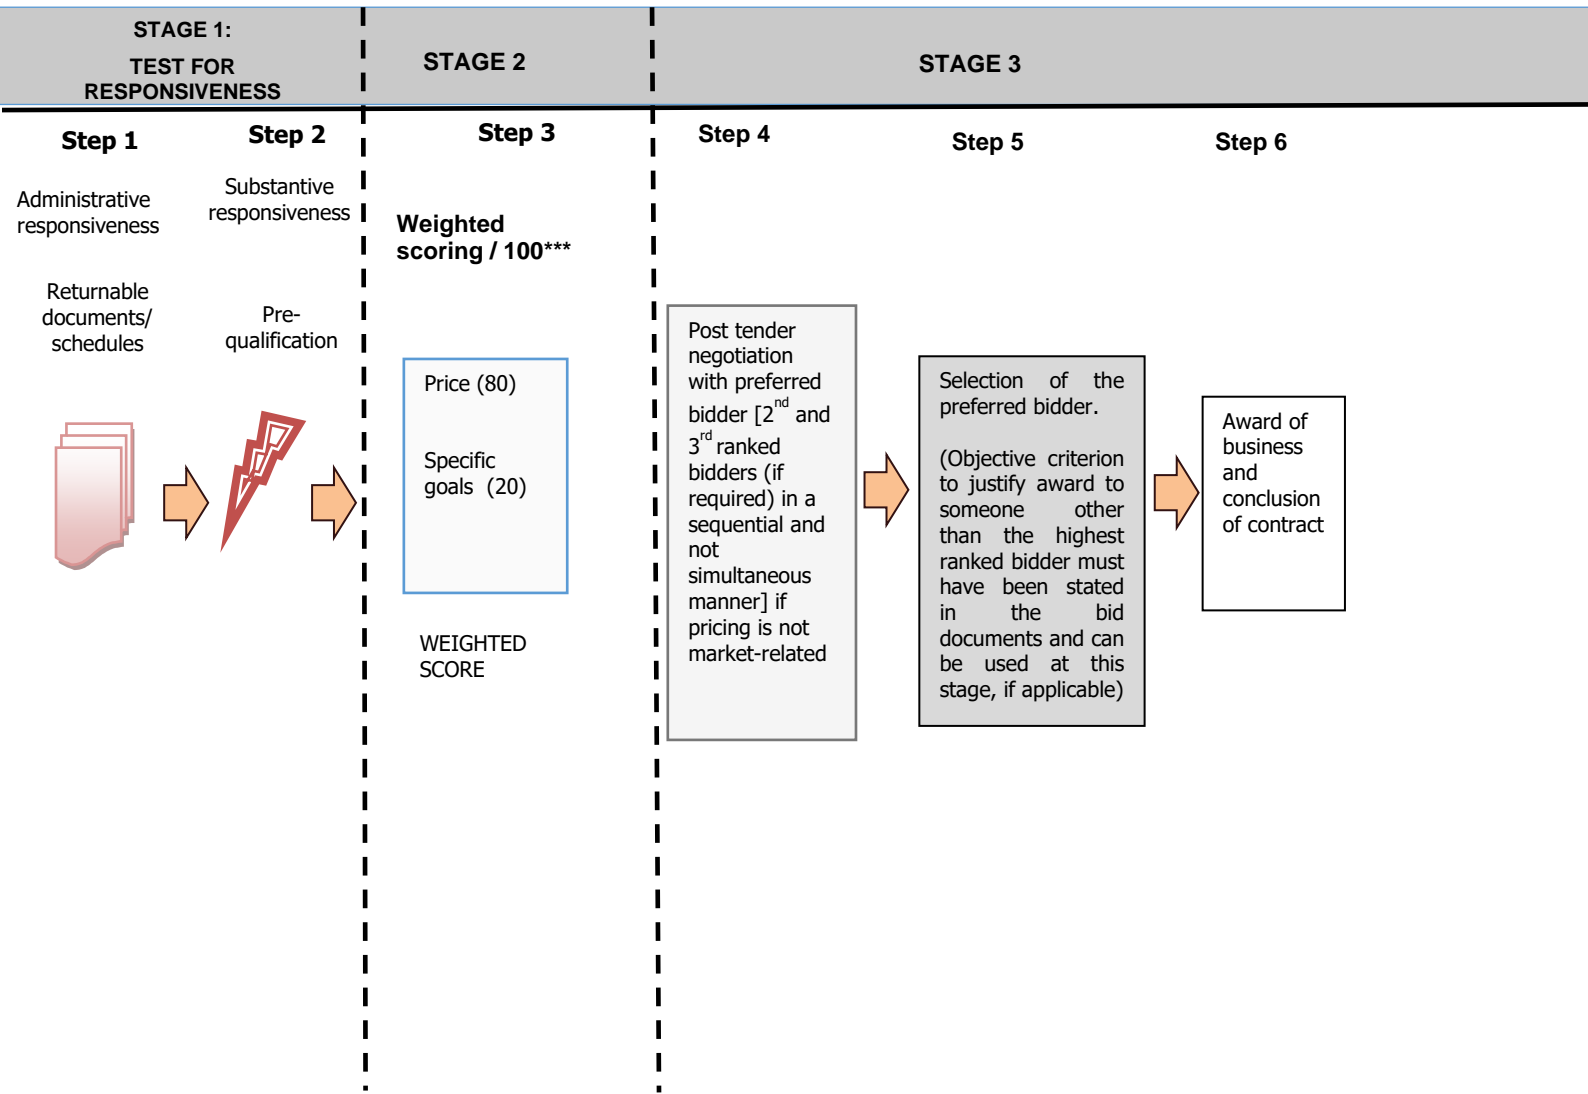 STAGE 1:
TEST FOR
RESPONSIVENESS
STAGE 2
STAGE 3
Step 1
Step 2
Step 3
Step 4
Step 5
Step 6
Administrative
responsiveness
Substantive
responsiveness
Weighted
scoring / 100***
Returnable
documents/
schedules
Pre-
qualification
Price (80)
Specific
goals (20)
WEIGHTED
SCORE
Post tender
negotiation
with preferred
bidder [2nd and
3rd ranked
bidders (if
required) in a
sequential and
not
simultaneous
manner] if
pricing is not
market-related
Selection of the
preferred bidder.
(Objective criterion
to justify award to
someone other
than the highest
ranked bidder must
have been stated
in the bid
documents and can
be used at this
stage, if applicable)
Award of
business
and
conclusion
of contract